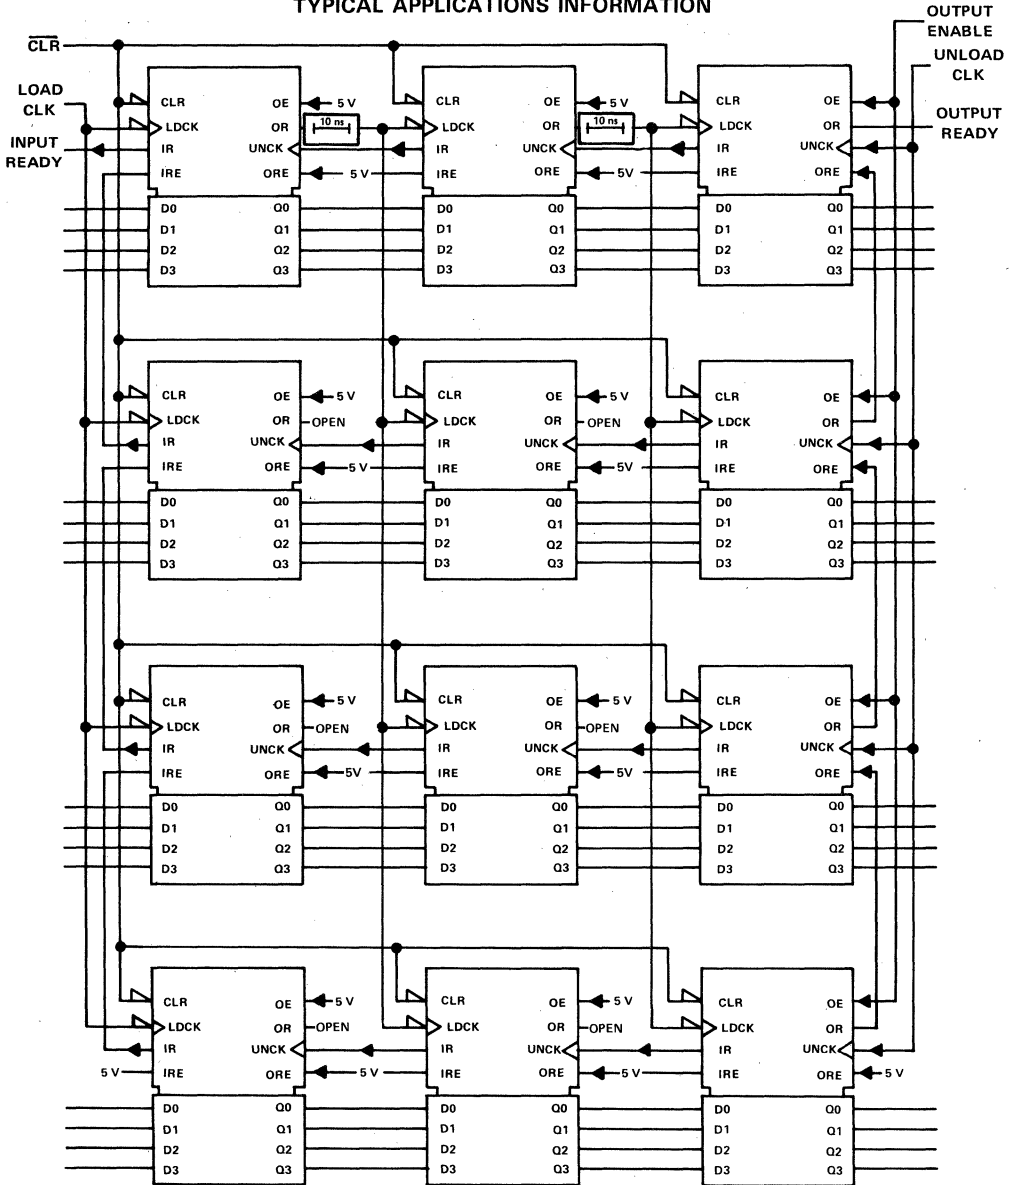 TYPICAL APPLICATIONS INFORMATION
OUTPUT
ENABLE
CLR
UNLOAD
CLK
LOAD
CLK
OUTPUT
READY
INPUT
READY
CLR OE 5 V CLR OE 5 V CLR OE
LDCK OR 10 ns LDCK OR 10 ns LDCK OR
IR UNCK IR UNCK IR UNCK
IRE ORE 5 V IRE ORE 5V IRE ORE
D0 Q0 D0 Q0 D0 Q0
D1 Q1 D1 Q1 D1 Q1
D2 Q2 D2 Q2 D2 Q2
D3 Q3 D3 Q3 D3 Q3
CLR OE 5 V CLR OE 5 V CLR OE
LDCK OR OPEN LDCK OR OPEN LDCK OR
IR UNCK IR UNCK IR UNCK
IRE ORE 5 V IRE ORE 5V IRE ORE
D0 Q0 D0 Q0 D0 Q0
D1 Q1 D1 Q1 D1 Q1
D2 Q2 D2 Q2 D2 Q2
D3 Q3 D3 Q3 D3 Q3
CLR OE 5 V CLR OE 5 V CLR OE
LDCK OR OPEN LDCK OR OPEN LDCK OR
IR UNCK IR UNCK IR UNCK
IRE ORE 5V IRE ORE 5V IRE ORE
D0 Q0 D0 Q0 D0 Q0
D1 Q1 D1 Q1 D1 Q1
D2 Q2 D2 Q2 D2 Q2
D3 Q3 D3 Q3 D3 Q3
CLR OE 5 V CLR OE 5 V CLR OE
LDCK OR OPEN LDCK OR OPEN LDCK OR
IR UNCK IR UNCK IR UNCK
5 V IRE ORE 5 V IRE ORE 5 V IRE ORE 5 V
D0 Q0 D0 Q0 D0 Q0
D1 Q1 D1 Q1 D1 Q1
D2 Q2 D2 Q2 D2 Q2
D3 Q3 D3 Q3 D3 Q3